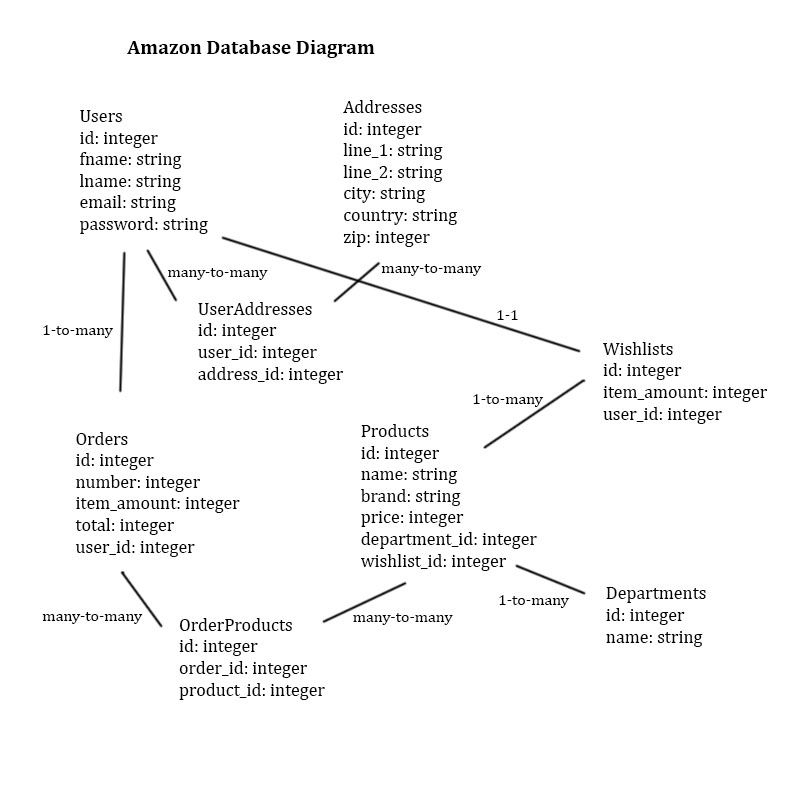 Amazon Database Diagram
Users
id: integer
fname: string
lname: string
email: string
password: string
Addresses
id: integer
line_1: string
line_2: string
city: string
country: string
zip: integer
many-to-many
many-to-many
UserAddresses
id: integer
user_id: integer
address_id: integer
1-to-many
1-1
Wishlists
id: integer
item_amount: integer
user_id: integer
1-to-many
Orders
id: integer
number: integer
item_amount: integer
total: integer
user_id: integer
Products
id: integer
name: string
brand: string
price: integer
department_id: integer
wishlist_id: integer
1-to-many
Departments
id: integer
name: string
many-to-many
many-to-many
OrderProducts
id: integer
order_id: integer
product_id: integer